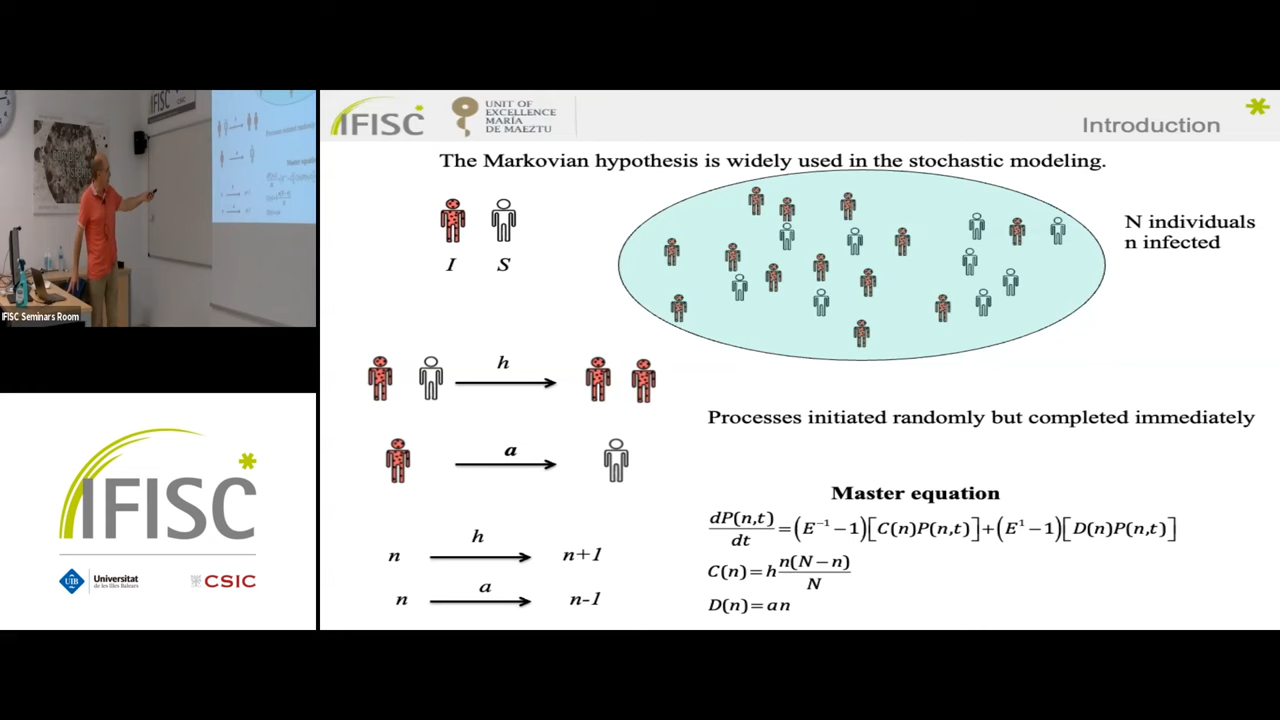 IFISC
UNIT OF
EXCELLENCE
MARÍA
DE MAEZTU
Introduction
The Markovian hypothesis is widely used in the stochastic modeling.
I S
N individuals
n infected
h
a
Processes initiated randomly but completed immediately
n h n+1
n a n-1
Master equation
dP(n,t)/dt = (E⁻¹ − 1)[C(n)P(n,t)] + (E¹ − 1)[D(n)P(n,t)]
C(n) = h n(N − n)/N
D(n) = an
IFISC Seminars Room
IFISC
Universitat
de les Illes Balears
UIB
CSIC